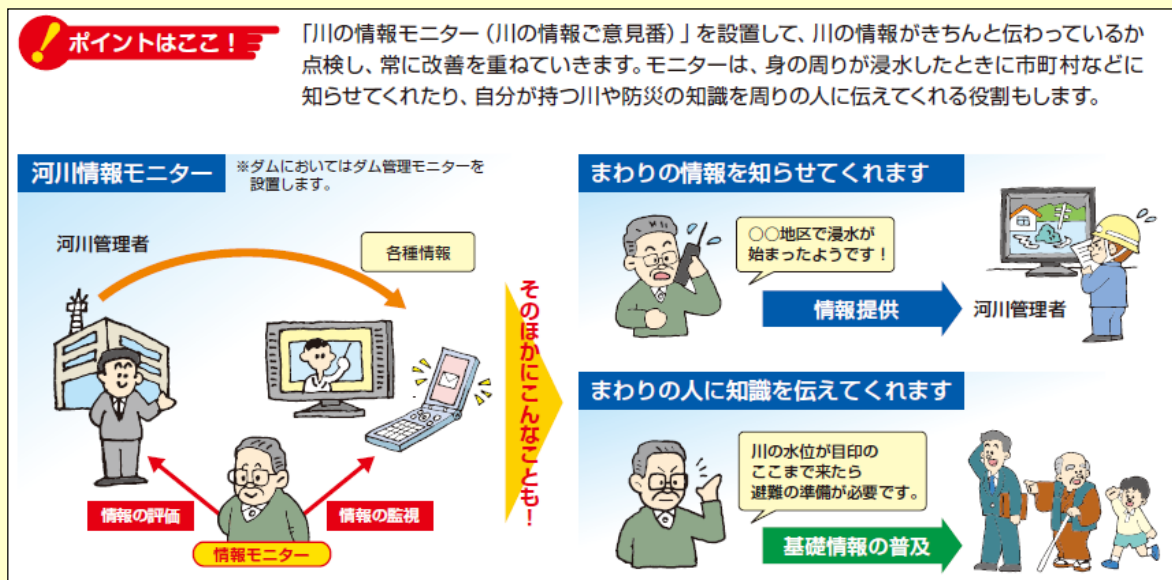 ポイントはここ！
「川の情報モニター（川の情報ご意見番）」を設置して、川の情報がきちんと伝わっているか
点検し、常に改善を重ねていきます。モニターは、身の周りが浸水したときに市町村などに
知らせてくれたり、自分が持つ川や防災の知識を周りの人に伝えてくれる役割もします。
河川情報モニター
※ダムにおいてはダム管理モニターを
設置します。
河川管理者
各種情報
情報の評価
情報の監視
情報モニター
そのほかにこんなことも！
まわりの情報を知らせてくれます
○○地区で浸水が
始まったようです！
情報提供
河川管理者
まわりの人に知識を伝えてくれます
川の水位が目印の
ここまで来たら
避難の準備が必要です。
基礎情報の普及